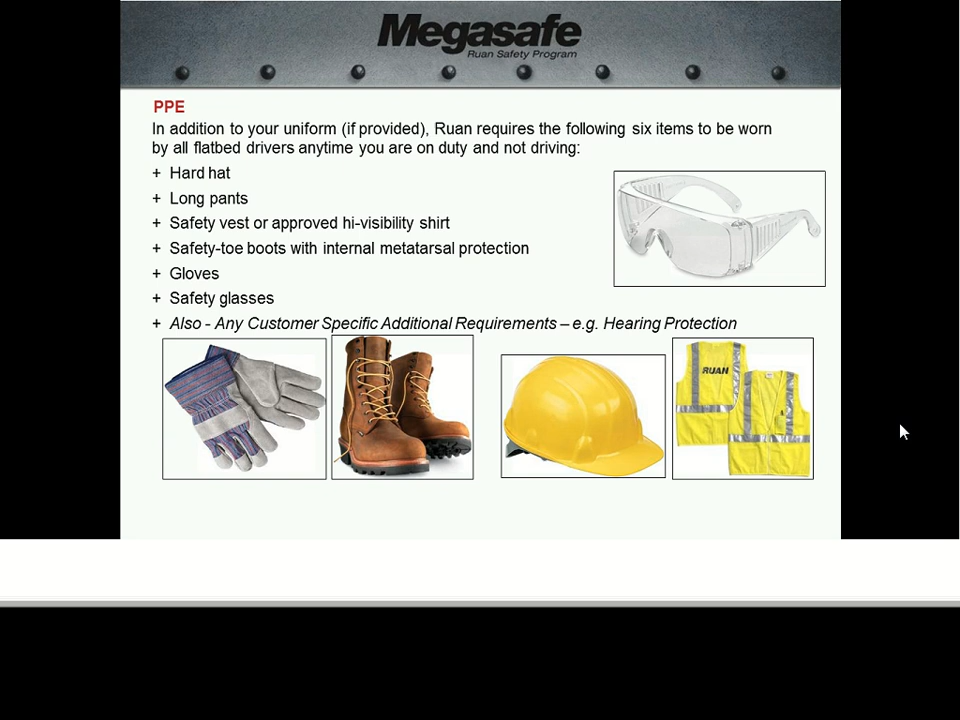 Megasafe
Ruan Safety Program
PPE
In addition to your uniform (if provided), Ruan requires the following six items to be worn
by all flatbed drivers anytime you are on duty and not driving:
+ Hard hat
+ Long pants
+ Safety vest or approved hi-visibility shirt
+ Safety-toe boots with internal metatarsal protection
+ Gloves
+ Safety glasses
+ Also - Any Customer Specific Additional Requirements – e.g. Hearing Protection
RUAN